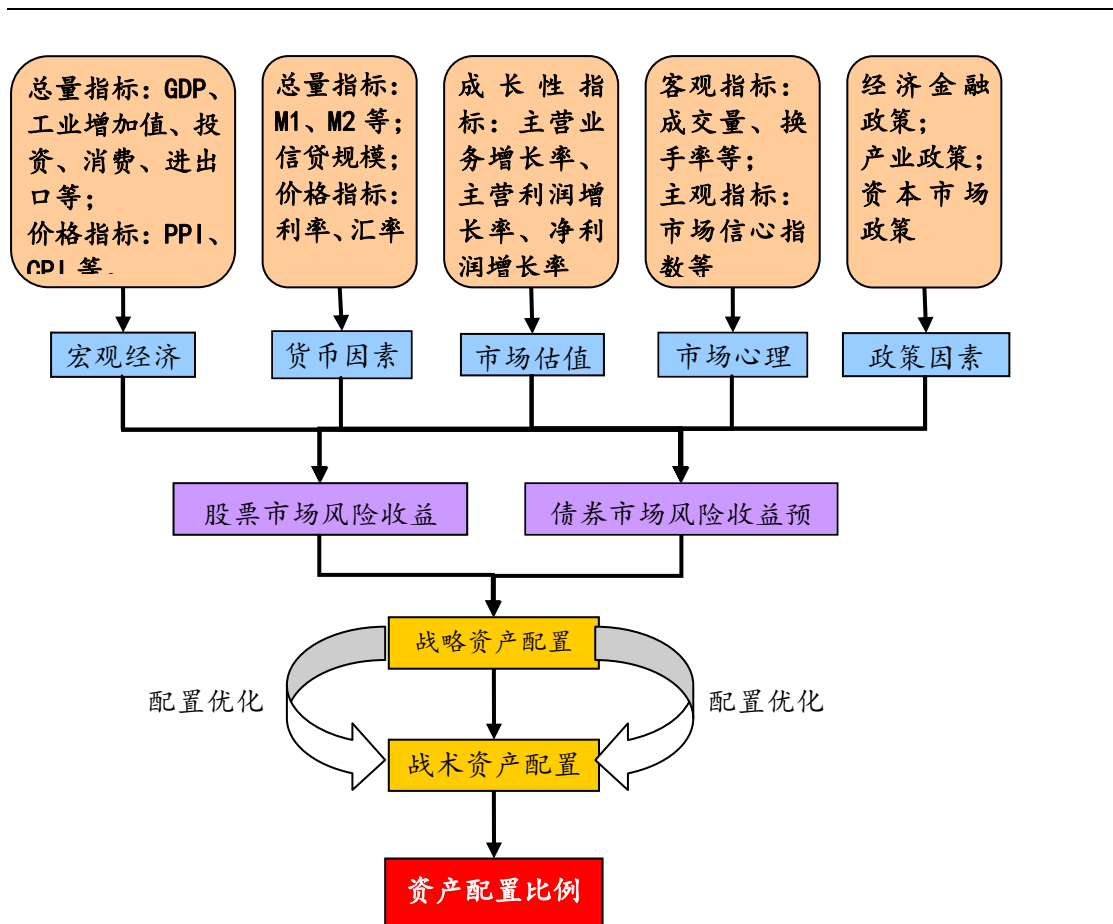 总量指标：GDP、
工业增加值、投
资、消费、进出
口等；
价格指标：PPI、
CPI 等.
总量指标：
M1、M2 等；
信贷规模；
价格指标：
利率、汇率
成长性指
标：主营业
务增长率、
主营利润增
长率、净利
润增长率
客观指标：
成交量、换
手率等；
主观指标：
市场信心指
数等
经济金融
政策；
产业政策；
资本市场
政策
宏观经济
货币因素
市场估值
市场心理
政策因素
股票市场风险收益
债券市场风险收益预
战略资产配置
配置优化
配置优化
战术资产配置
资产配置比例